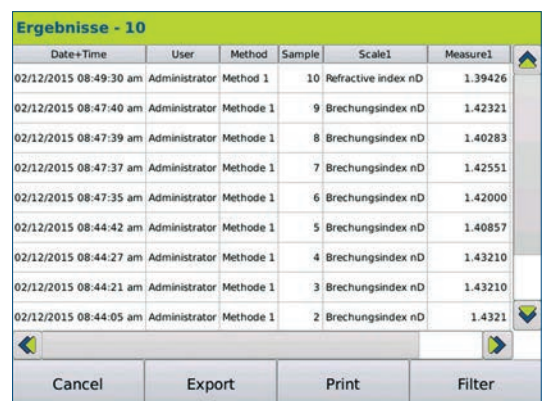 Ergebnisse - 10
Date+Time User Method Sample Scale1 Measure1
02/12/2015 08:49:30 am Administrator Method 1 10 Refractive index nD 1.39426
02/12/2015 08:47:40 am Administrator Methode 1 9 Brechungsindex nD 1.42321
02/12/2015 08:47:39 am Administrator Methode 1 8 Brechungsindex nD 1.40283
02/12/2015 08:47:37 am Administrator Methode 1 7 Brechungsindex nD 1.42551
02/12/2015 08:47:35 am Administrator Methode 1 6 Brechungsindex nD 1.42000
02/12/2015 08:44:42 am Administrator Methode 1 5 Brechungsindex nD 1.40857
02/12/2015 08:44:27 am Administrator Methode 1 4 Brechungsindex nD 1.43210
02/12/2015 08:44:21 am Administrator Methode 1 3 Brechungsindex nD 1.43210
02/12/2015 08:44:05 am Administrator Methode 1 2 Brechungsindex nD 1.4321
Cancel Export Print Filter